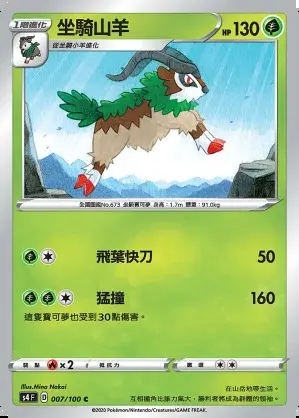 1階進化
坐騎山羊
HP 130
從坐騎小羊進化
全國圖鑑No.673 坐騎寶可夢 身高：1.7m 體重：91.0kg
飛葉快刀 50
猛撞 160
這隻寶可夢也受到30點傷害。
弱點 ×2 抵抗力 撤退
Illus.Mina Nakai
s4 F D 007/100 C
在山岳地帶生活。
互相撞角比誰力氣大，勝利者將成為群體的領袖。
©2020 Pokémon/Nintendo/Creatures/GAME FREAK.